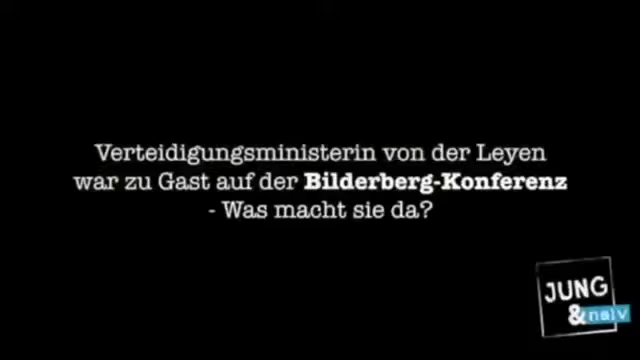 Verteidigungsministerin von der Leyen
war zu Gast auf der Bilderberg-Konferenz
- Was macht sie da?
JUNG
& naiv